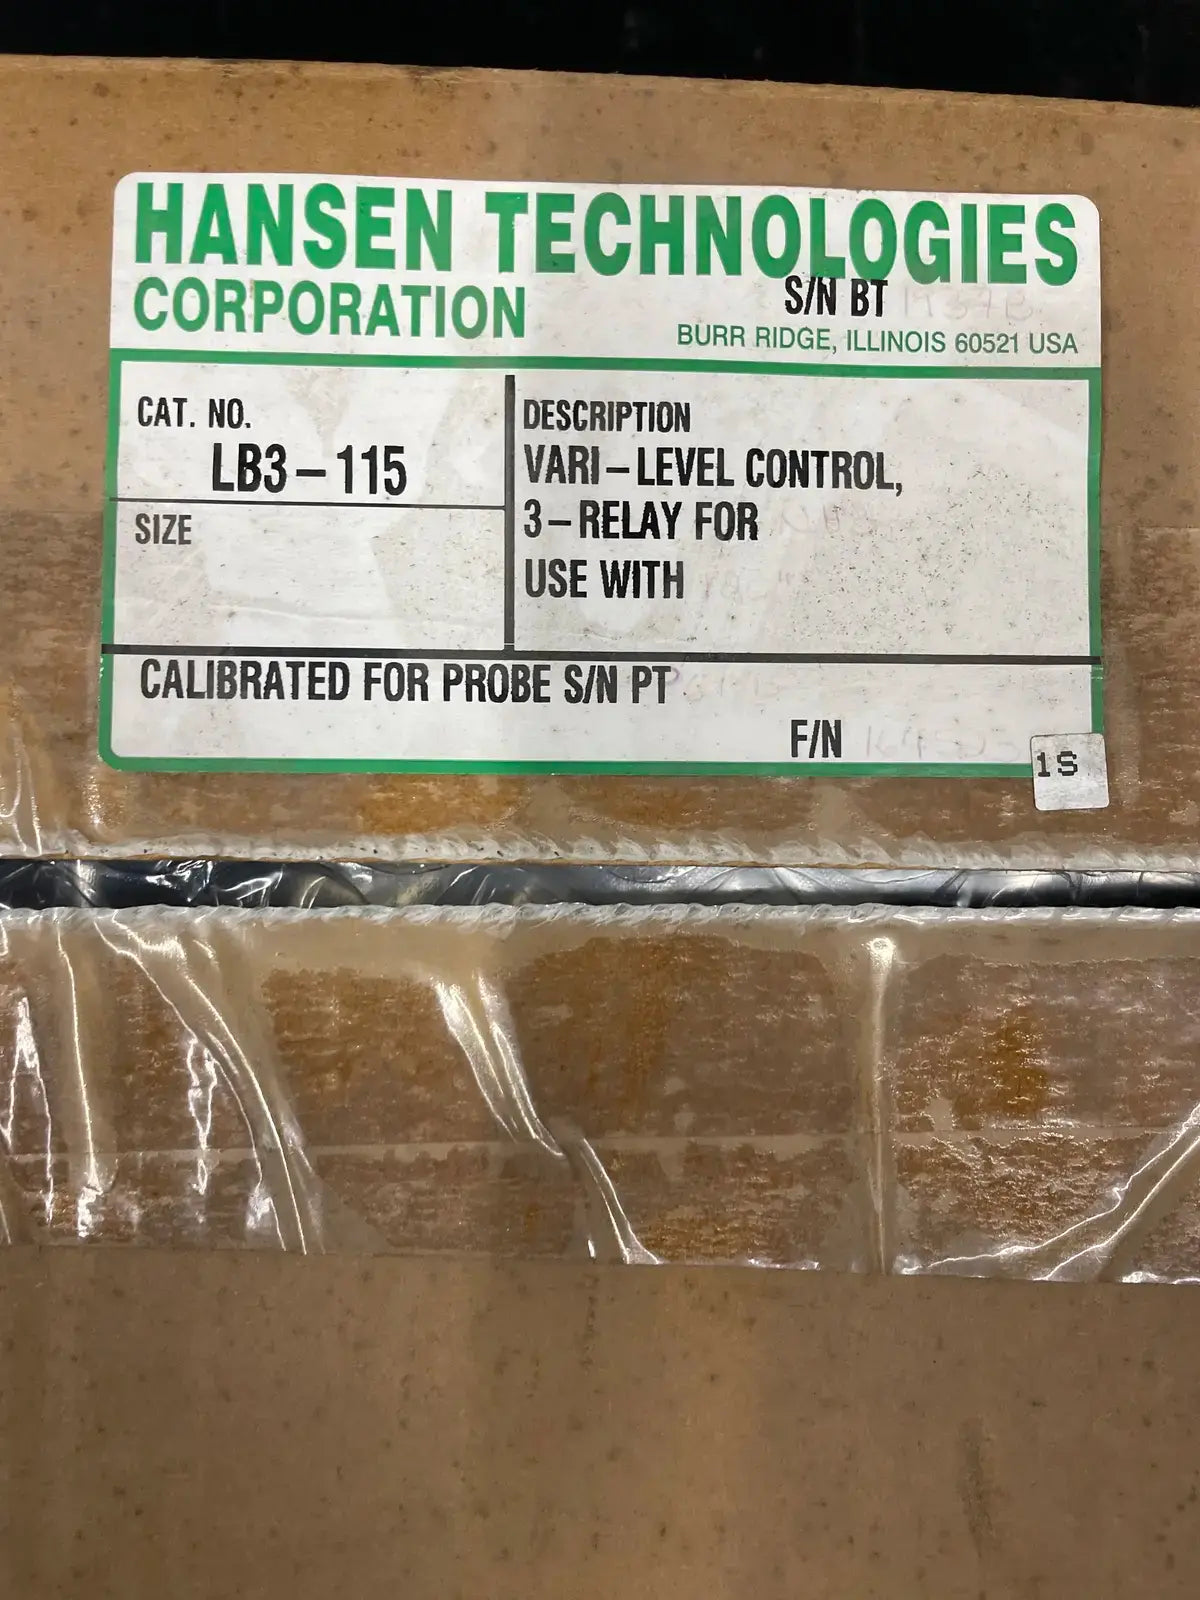 HANSEN TECHNOLOGIES
CORPORATION
S/N BT
BURR RIDGE, ILLINOIS 60521 USA
CAT. NO.
LB3-115
SIZE
DESCRIPTION
VARI-LEVEL CONTROL,
3-RELAY FOR
USE WITH
CALIBRATED FOR PROBE S/N PT
F/N
1S